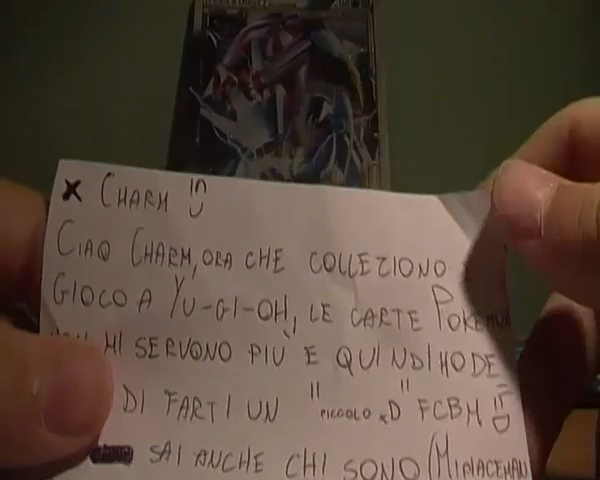 x CHARM :)
CIAO CHARM, ORA CHE COLLEZIONO
GIOCO A YU-GI-OH, LE CARTE POKEMON
MI SERVONO PIÙ E QUINDI HO DE
DI FARTI UN "PICCOLO xD" FCBM =D
SAI ANCHE CHI SONO (MIPIACEMAN